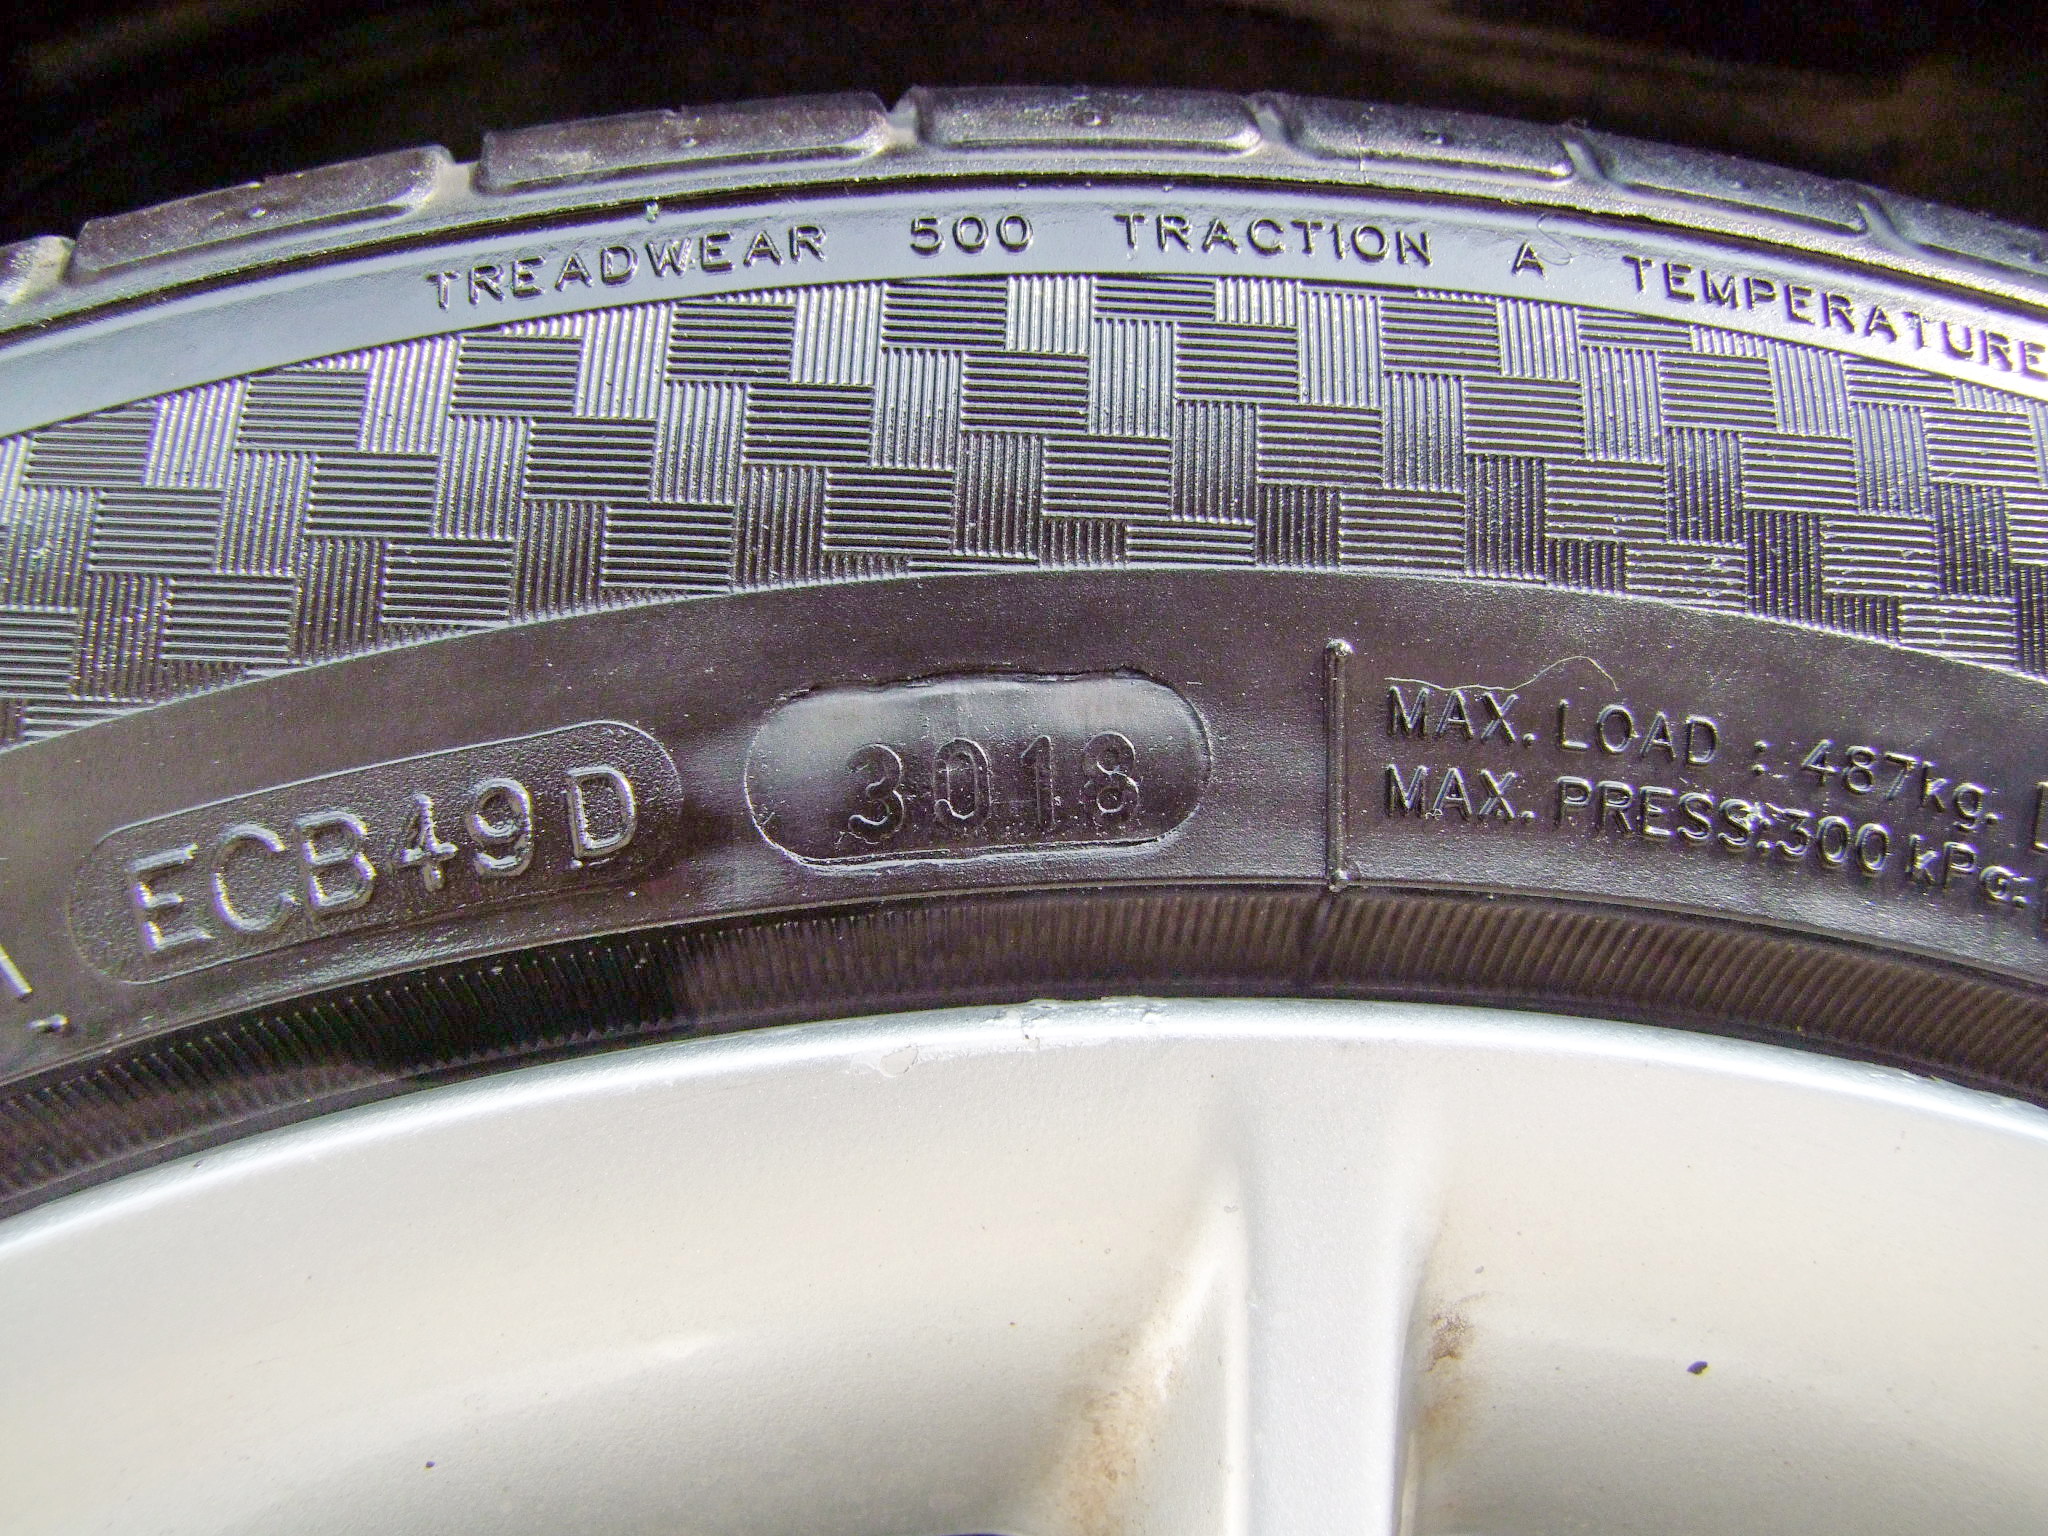 TREADWEAR 500 TRACTION A TEMPERATURE
ECB49D
3018
MAX. LOAD : 487kg.
MAX. PRESS.:300 kPa.